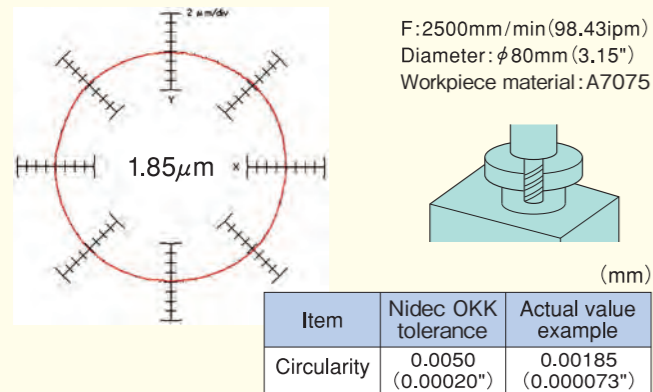 2 μm/div
Y
1.85μm
X
F:2500mm/min(98.43ipm)
Diameter:φ80mm(3.15")
Workpiece material:A7075
(mm)
Item Nidec OKK tolerance Actual value example
Circularity 0.0050 (0.00020") 0.00185 (0.000073")